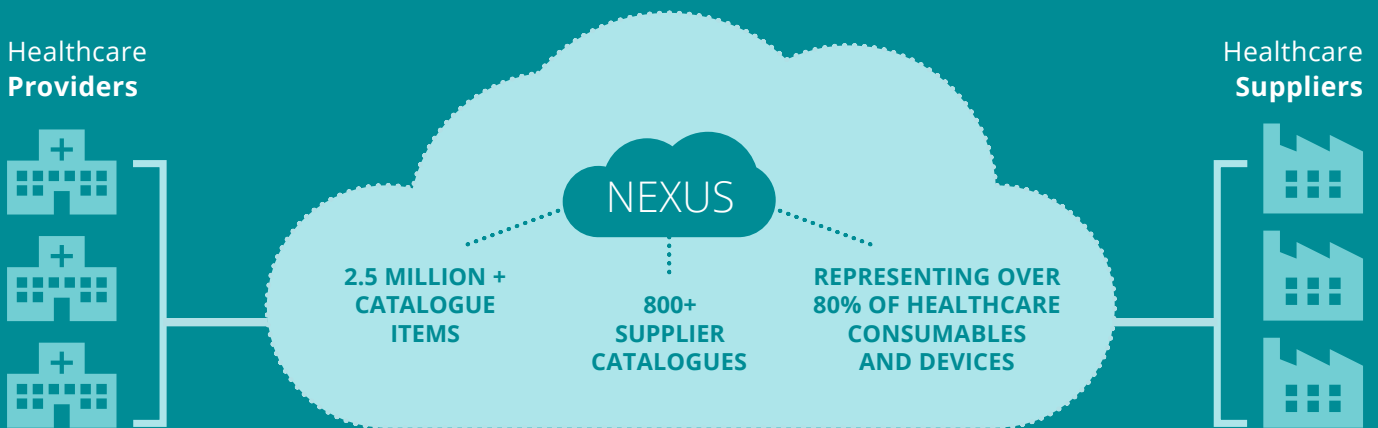 Healthcare
Providers
Healthcare
Suppliers
NEXUS
2.5 MILLION +
CATALOGUE
ITEMS
800+
SUPPLIER
CATALOGUES
REPRESENTING OVER
80% OF HEALTHCARE
CONSUMABLES
AND DEVICES